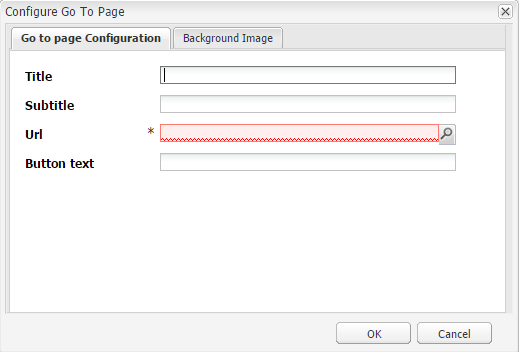 Configure Go To Page
Go to page Configuration
Background Image
Title
Subtitle
Url *
Button text
OK
Cancel